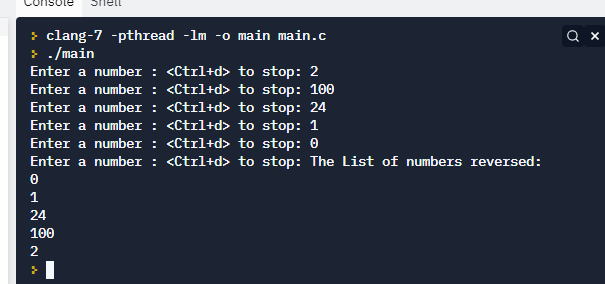 Console Shell
> clang-7 -pthread -lm -o main main.c
> ./main
Enter a number : <Ctrl+d> to stop: 2
Enter a number : <Ctrl+d> to stop: 100
Enter a number : <Ctrl+d> to stop: 24
Enter a number : <Ctrl+d> to stop: 1
Enter a number : <Ctrl+d> to stop: 0
Enter a number : <Ctrl+d> to stop: The List of numbers reversed:
0
1
24
100
2
>